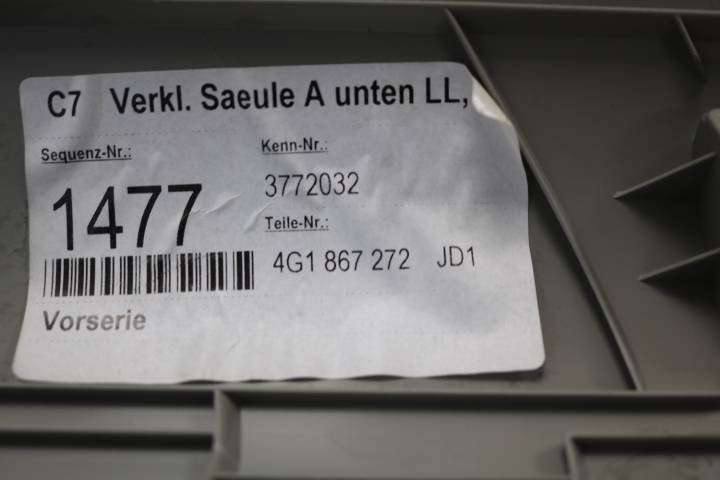 C7 Verkl. Saeule A unten LL,
Sequenz-Nr.:
Kenn-Nr.:
1477
3772032
Teile-Nr.:
4G1 867 272 JD1
Vorserie